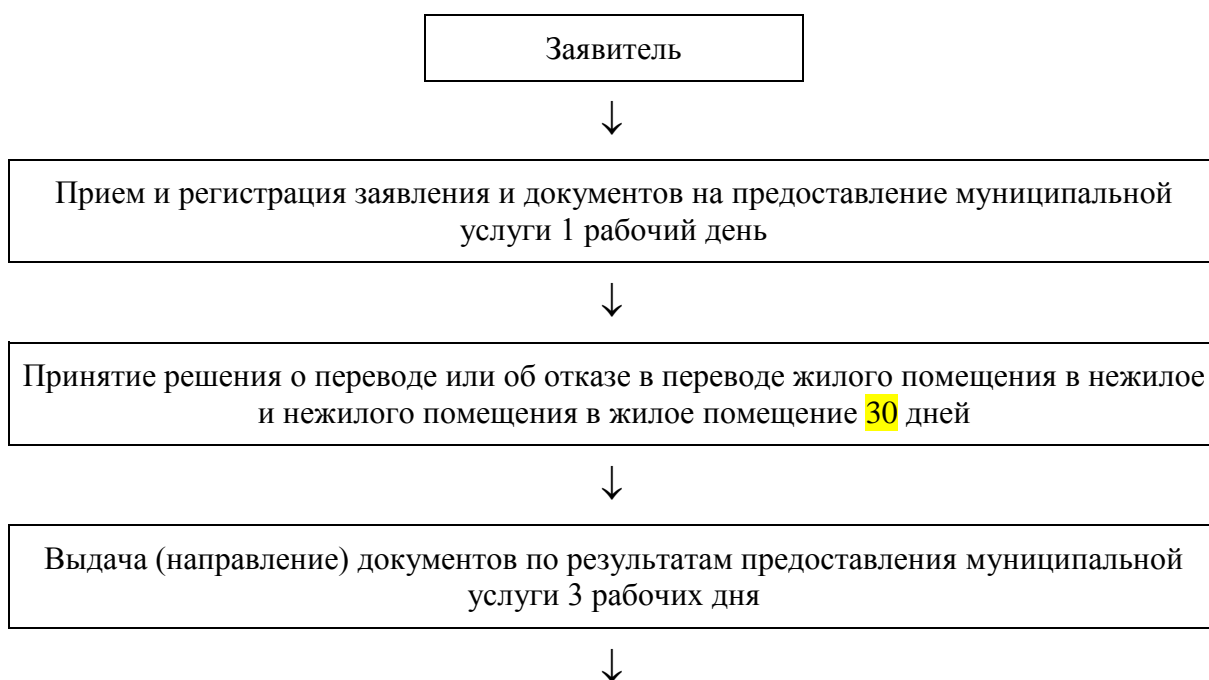 Заявитель
↓
Прием и регистрация заявления и документов на предоставление муниципальной
услуги 1 рабочий день
↓
Принятие решения о переводе или об отказе в переводе жилого помещения в нежилое
и нежилого помещения в жилое помещение 30 дней
↓
Выдача (направление) документов по результатам предоставления муниципальной
услуги 3 рабочих дня
↓